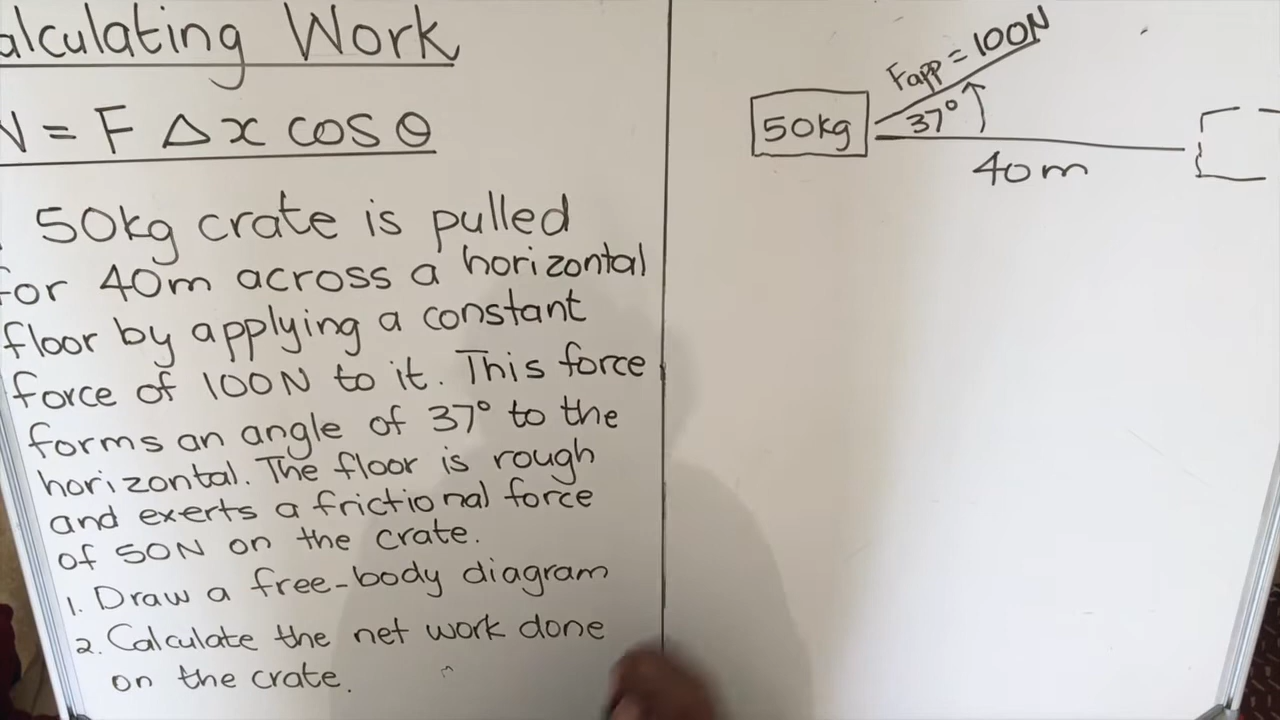 alculating Work
W = F Δx cos θ
50kg crate is pulled
for 40m across a horizontal
floor by applying a constant
force of 100N to it. This force
forms an angle of 37° to the
horizontal. The floor is rough
and exerts a frictional force
of 50N on the crate.
1. Draw a free-body diagram
2. Calculate the net work done
on the crate.
Fapp = 100N
50kg
37°
40m